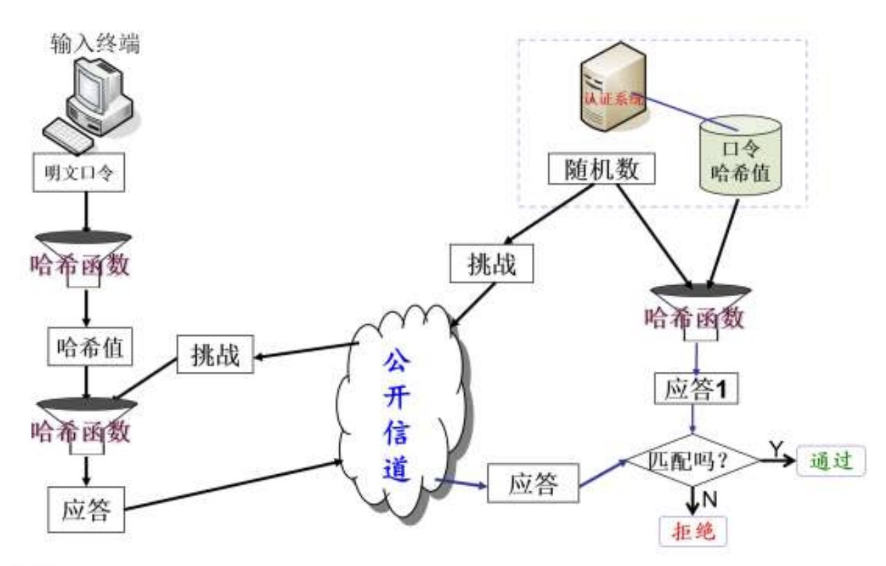 输入终端
明文口令
哈希函数
哈希值
哈希函数
应答
挑战
公
开
信
道
挑战
认证系统
口令
哈希值
随机数
哈希函数
应答1
匹配吗？
Y
通过
N
拒绝
应答